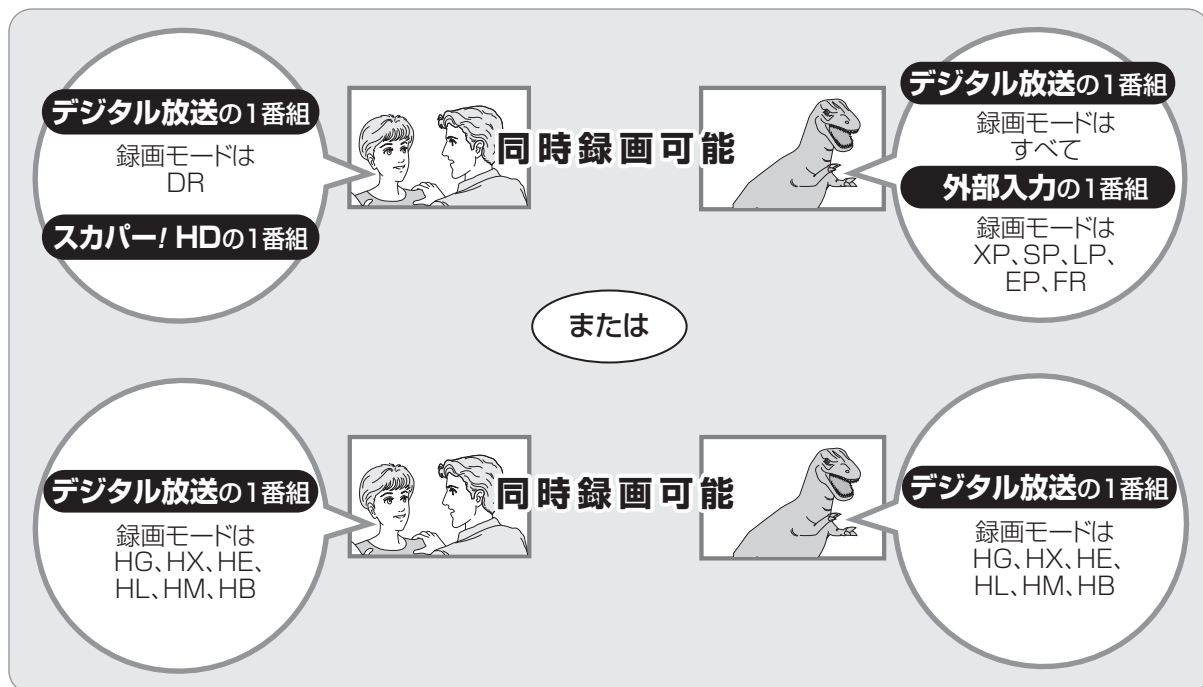 デジタル放送の1番組
録画モードは
DR
スカパー! HDの1番組
同時録画可能
デジタル放送の1番組
録画モードは
すべて
外部入力の1番組
録画モードは
XP、SP、LP、
EP、FR
または
デジタル放送の1番組
録画モードは
HG、HX、HE、
HL、HM、HB
同時録画可能
デジタル放送の1番組
録画モードは
HG、HX、HE、
HL、HM、HB